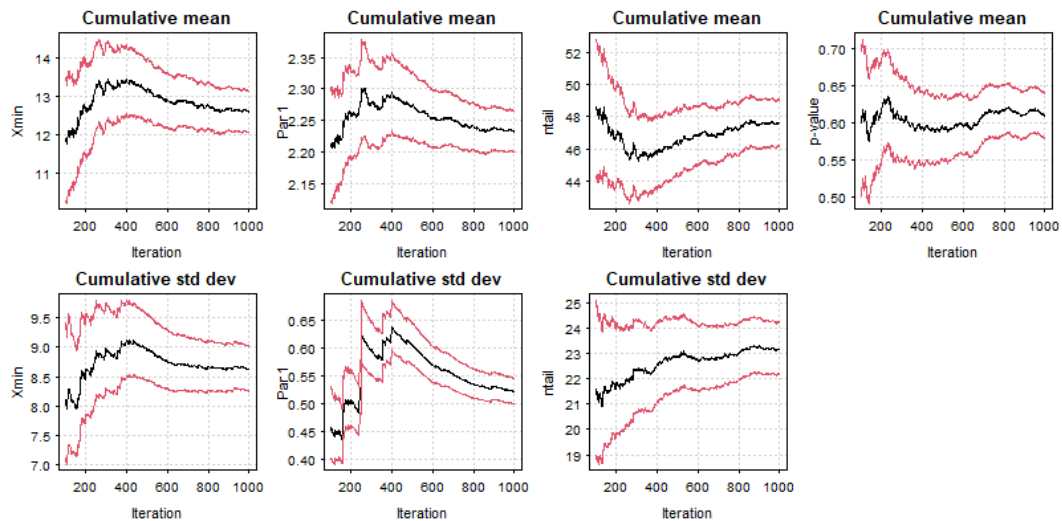 Cumulative mean
Xmin
14
13
12
11
200 400 600 800 1000
Iteration
Cumulative mean
Par 1
2.35
2.30
2.25
2.20
2.15
200 400 600 800 1000
Iteration
Cumulative mean
ntail
52
50
48
46
44
200 400 600 800 1000
Iteration
Cumulative mean
p-value
0.70
0.65
0.60
0.55
0.50
200 400 600 800 1000
Iteration
Cumulative std dev
Xmin
9.5
9.0
8.5
8.0
7.5
7.0
200 400 600 800 1000
Iteration
Cumulative std dev
Par 1
0.65
0.60
0.55
0.50
0.45
0.40
200 400 600 800 1000
Iteration
Cumulative std dev
ntail
25
24
23
22
21
20
19
200 400 600 800 1000
Iteration